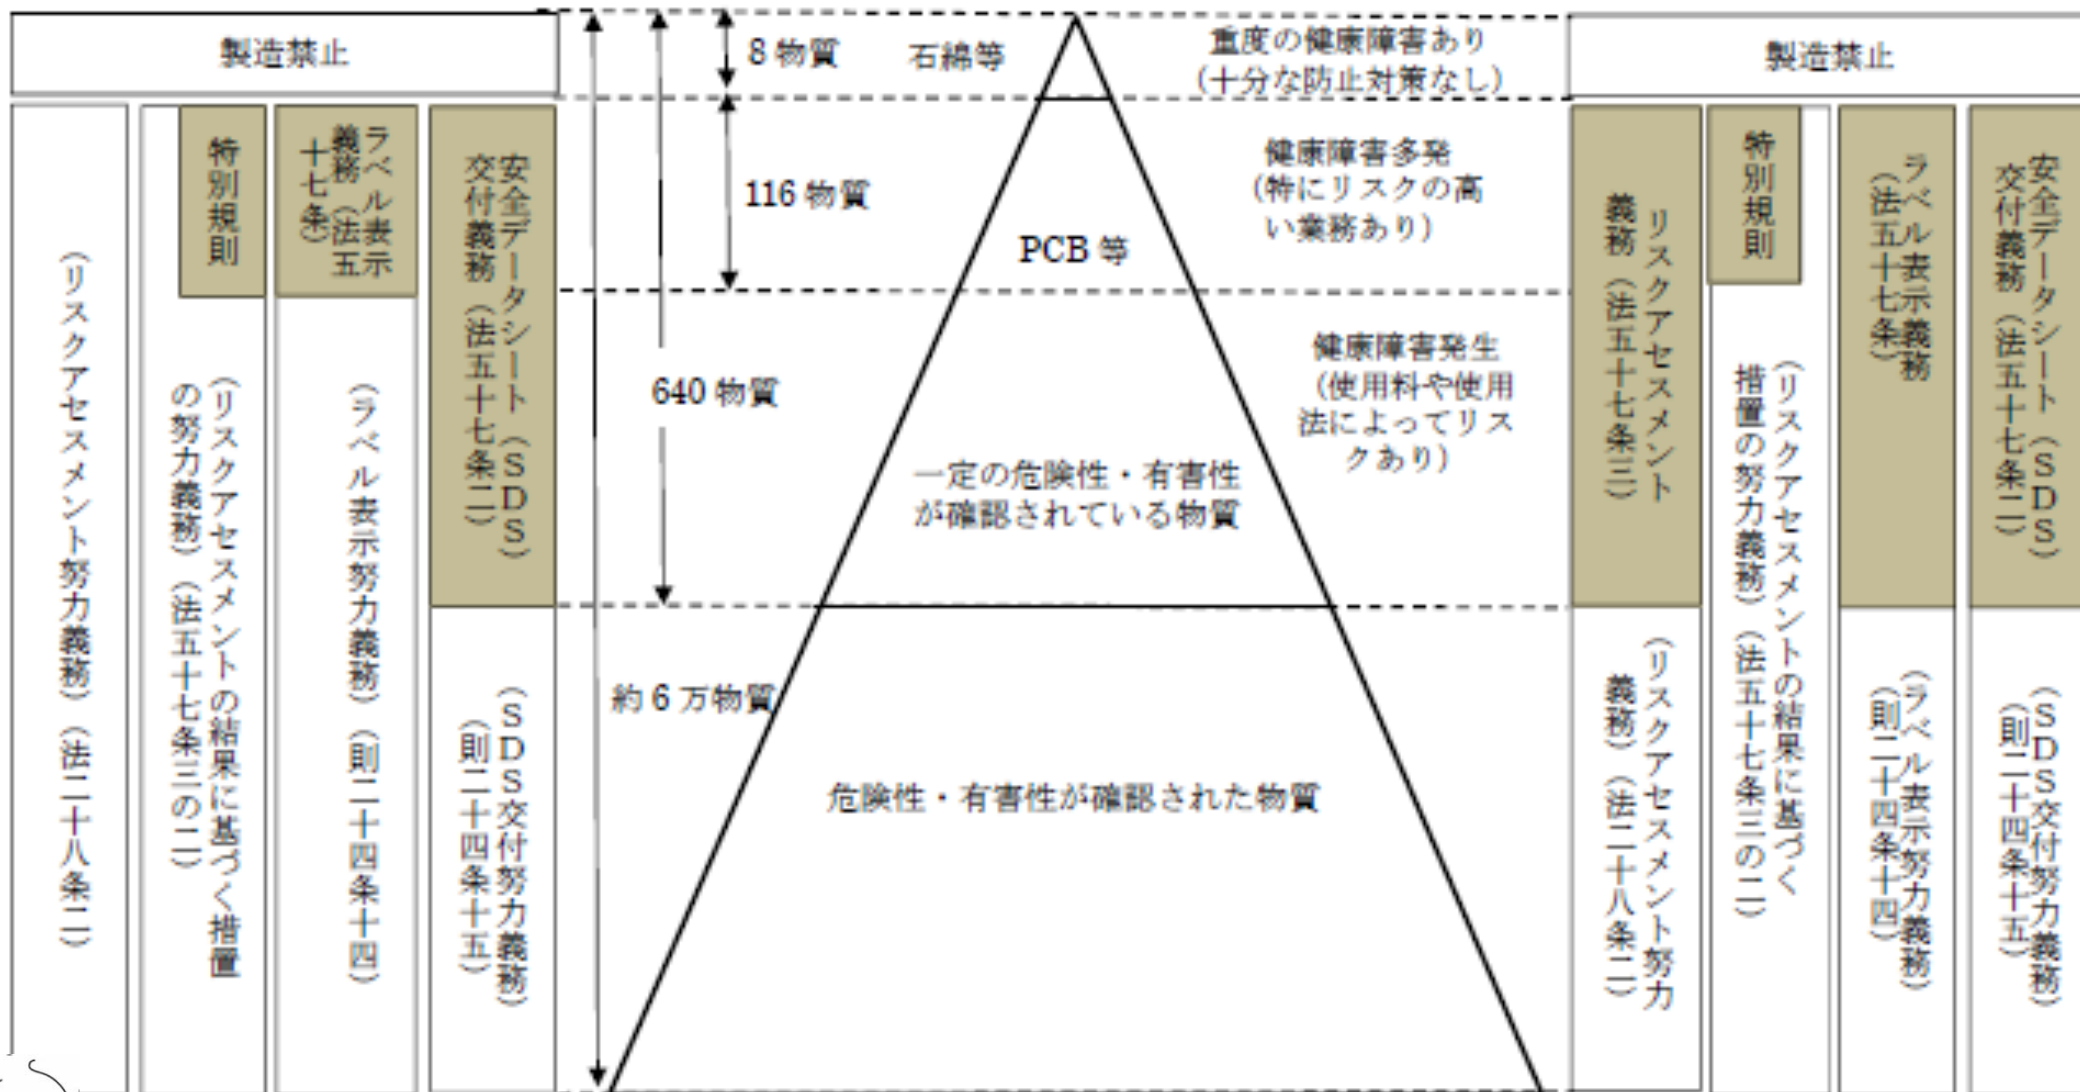 製造禁止
(リスクアセスメント努力義務)(法二十八条二)
特別規則
(リスクアセスメントの結果に基づく措置
の努力義務)(法五十七条三の二)
ラベル表示
義務(法五
十七条)
(ラベル表示努力義務)(則二十四条十四)
安全データシート(SDS)
交付義務(法五十七条二)
(SDS交付努力義務)
(則二十四条十五)
8 物質
116 物質
640 物質
約 6 万物質
石綿等
PCB 等
一定の危険性・有害性
が確認されている物質
危険性・有害性が確認された物質
重度の健康障害あり
(十分な防止対策なし)
健康障害多発
(特にリスクの高
い業務あり)
健康障害発生
(使用料や使用
法によってリス
クあり)
製造禁止
リスクアセスメント
義務(法五十七条三)
(リスクアセスメント努力
義務)(法二十八条二)
特別規則
(リスクアセスメントの結果に基づく
措置の努力義務)(法五十七条三の二)
ラベル表示義務
(法五十七条)
(ラベル表示努力義務)
(則二十四条十四)
安全データシート(SDS)
交付義務(法五十七条二)
(SDS交付努力義務)
(則二十四条十五)